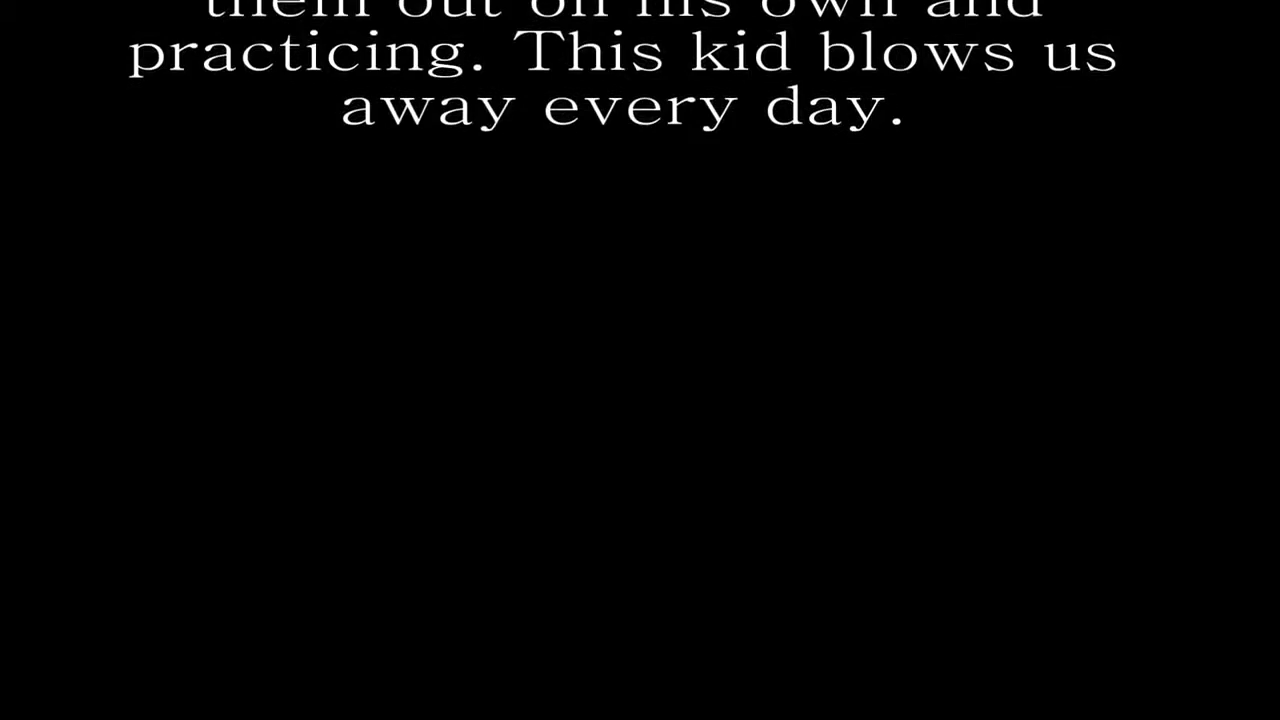 them out on his own and
practicing. This kid blows us
away every day.